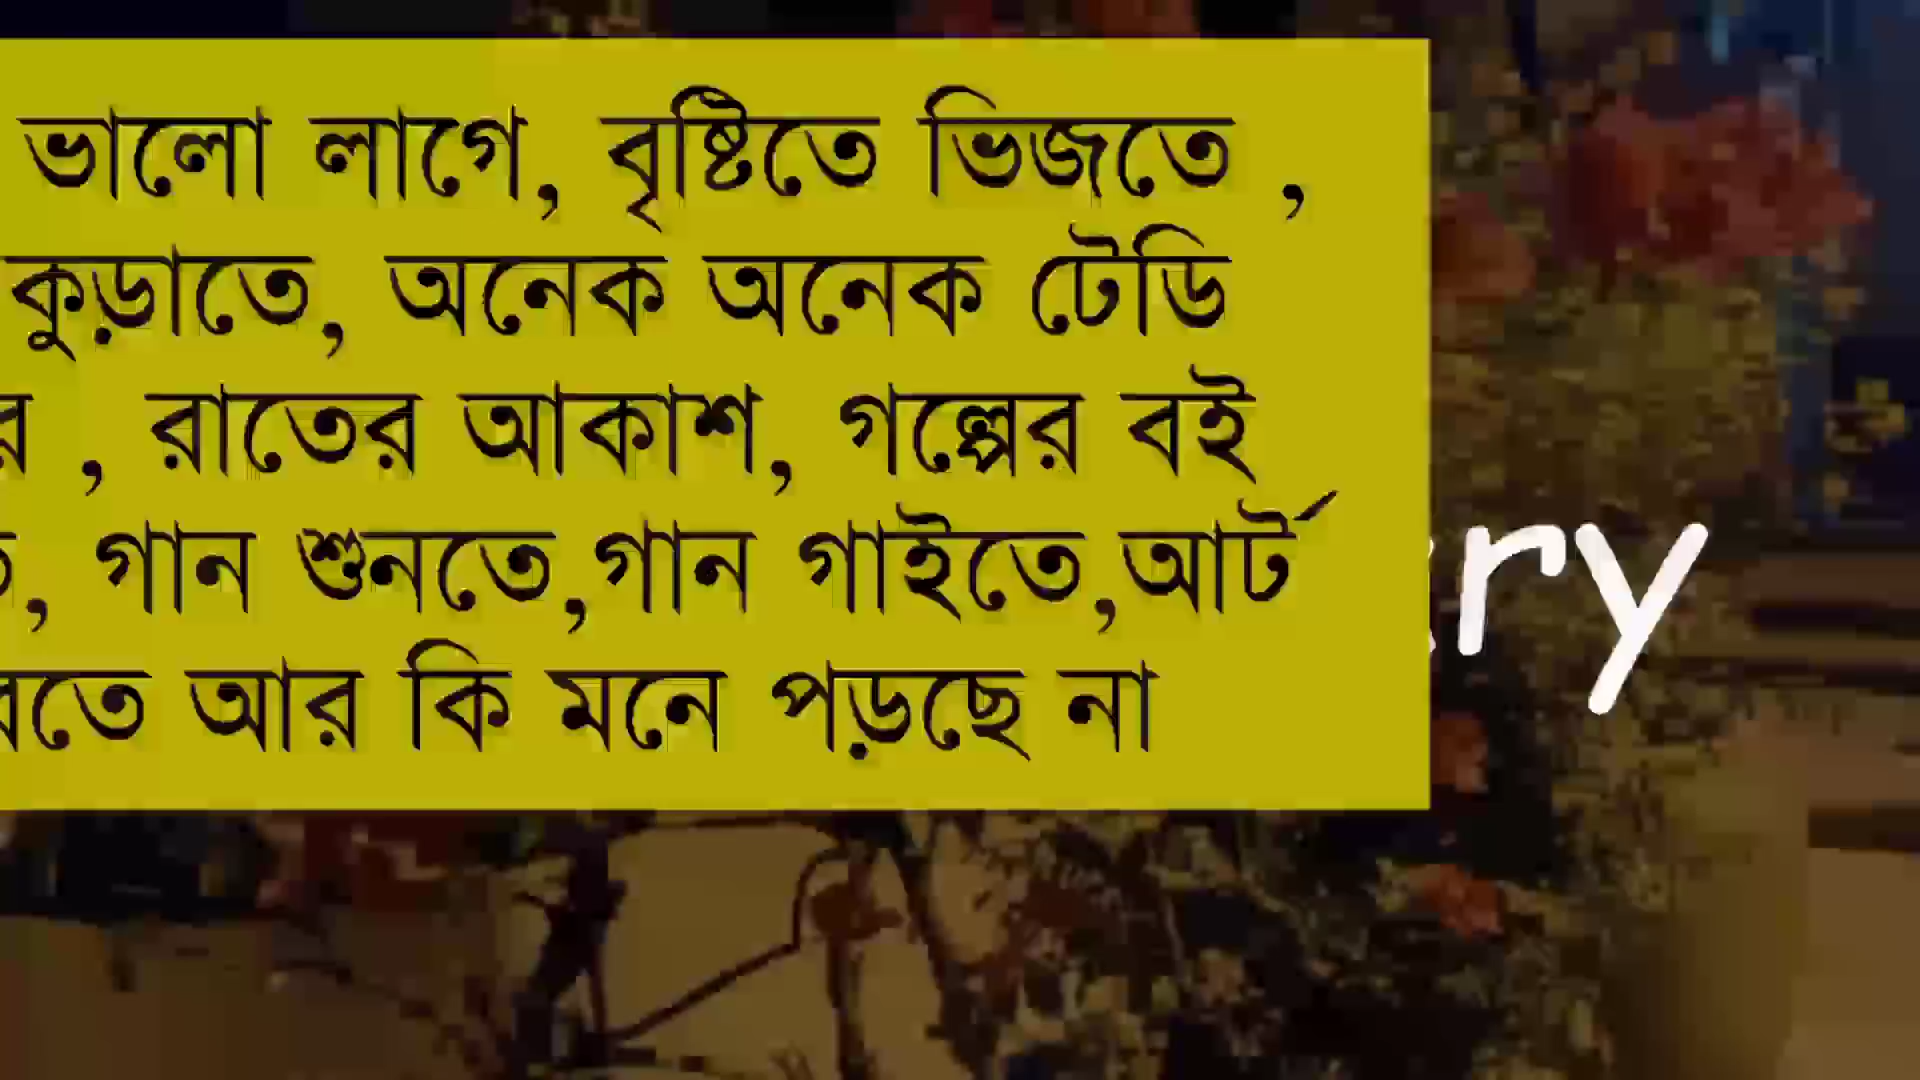 ভালো লাগে, বৃষ্টিতে ভিজতে ,
কুড়াতে, অনেক অনেক টেডি
, রাতের আকাশ, গল্পের বই
গান শুনতে,গান গাইতে,আর্ট
আর কি মনে পড়ছে না
ry